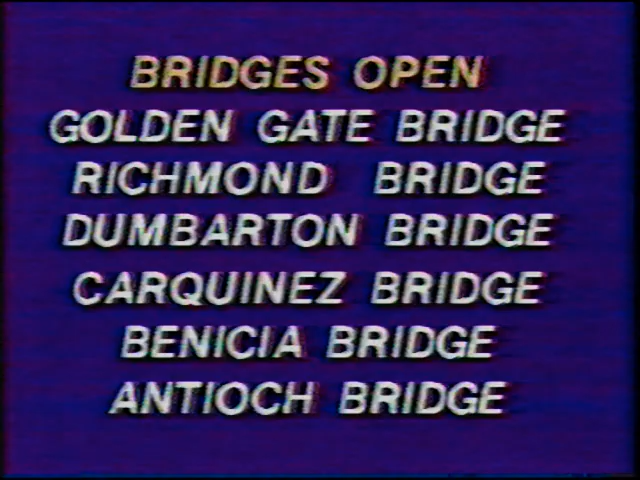 BRIDGES OPEN
GOLDEN GATE BRIDGE
RICHMOND BRIDGE
DUMBARTON BRIDGE
CARQUINEZ BRIDGE
BENICIA BRIDGE
ANTIOCH BRIDGE